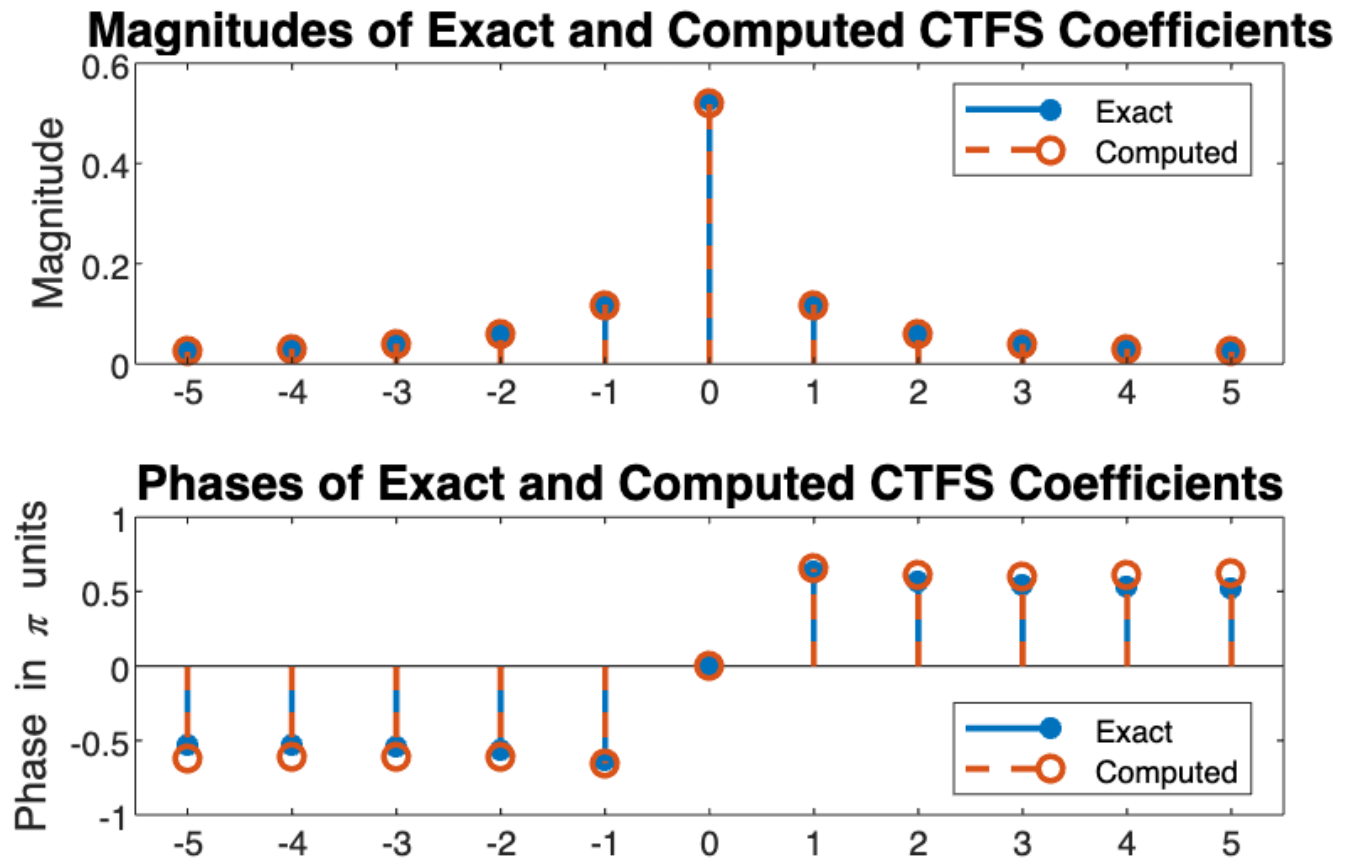 Magnitudes of Exact and Computed CTFS Coefficients
0.6
0.4
0.2
0
Magnitude
Exact
Computed
-5 -4 -3 -2 -1 0 1 2 3 4 5
Phases of Exact and Computed CTFS Coefficients
1
0.5
0
-0.5
-1
Phase in π units
Exact
Computed
-5 -4 -3 -2 -1 0 1 2 3 4 5